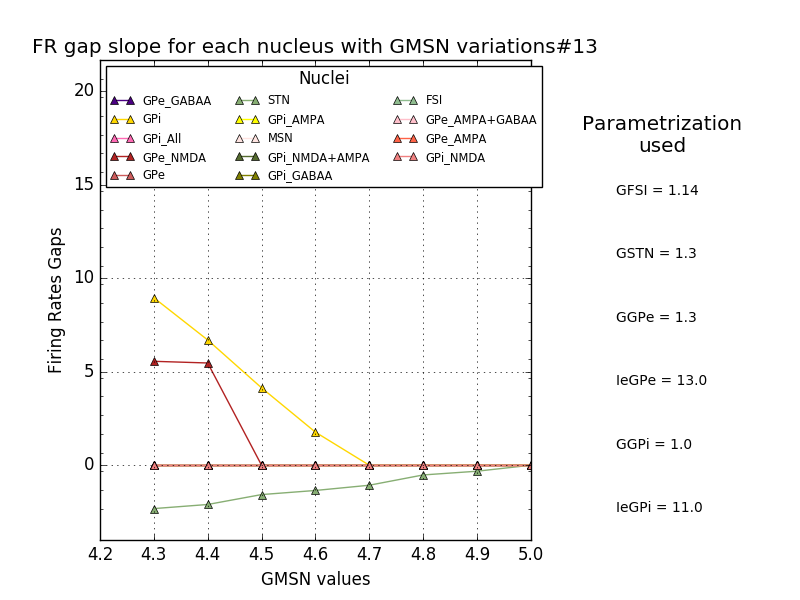 FR gap slope for each nucleus with GMSN variations#13
Nuclei
GPe_GABAA
GPi
GPi_All
GPe_NMDA
GPe
STN
GPi_AMPA
MSN
GPi_NMDA+AMPA
GPi_GABAA
FSI
GPe_AMPA+GABAA
GPe_AMPA
GPi_NMDA
20
15
10
5
0
Firing Rates Gaps
4.2 4.3 4.4 4.5 4.6 4.7 4.8 4.9 5.0
GMSN values
Parametrization
used
GFSI = 1.14
GSTN = 1.3
GGPe = 1.3
IeGPe = 13.0
GGPi = 1.0
IeGPi = 11.0